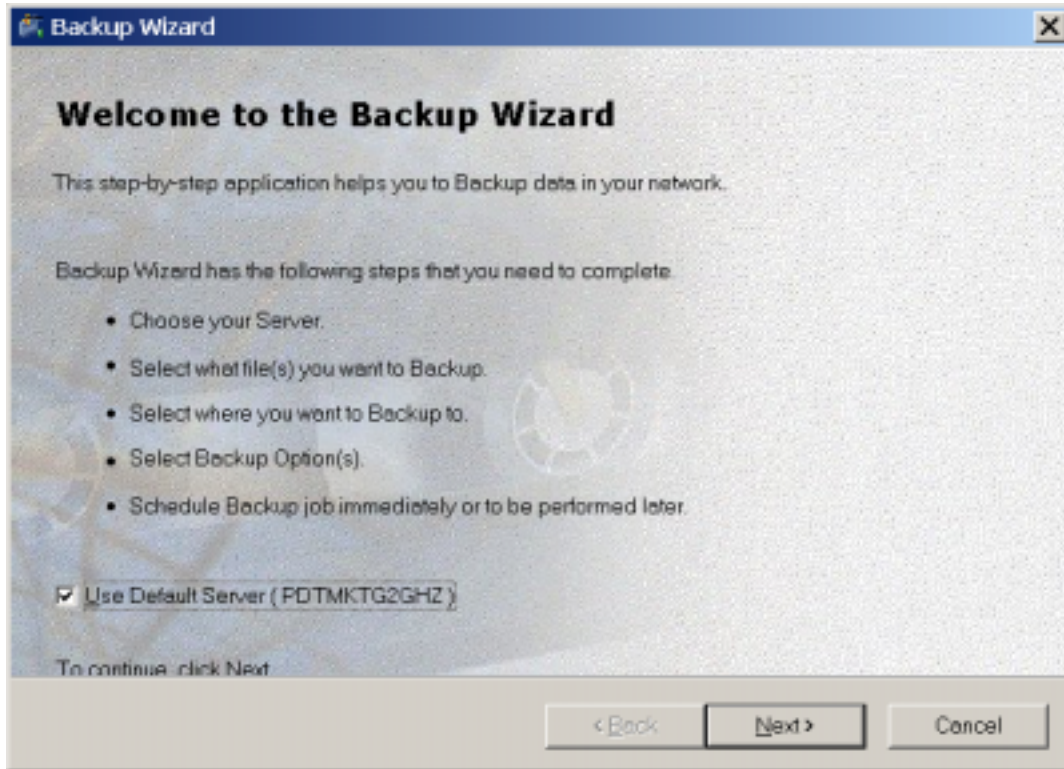 Backup Wizard
Welcome to the Backup Wizard
This step-by-step application helps you to Backup data in your network.
Backup Wizard has the following steps that you need to complete.
• Choose your Server.
• Select what file(s) you want to Backup.
• Select where you want to Backup to.
• Select Backup Option(s).
• Schedule Backup job immediately or to be performed later.
Use Default Server ( PDTMKTG2GHZ )
To continue, click Next
< Back Next > Cancel